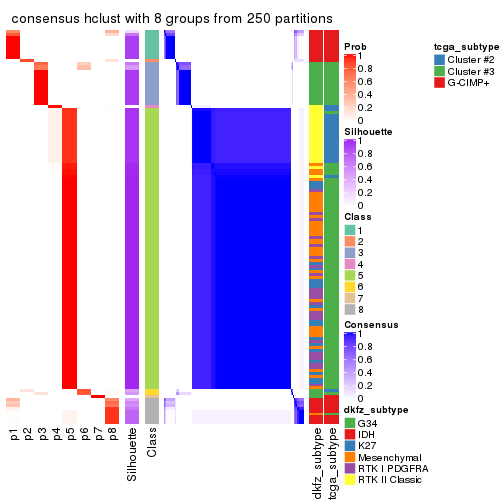 consensus hclust with 8 groups from 250 partitions
p1
p2
p3
p4
p5
p6
p7
p8
Silhouette
Class
dkfz_subtype
tcga_subtype
Prob
1
0.8
0.6
0.4
0.2
0
Silhouette
1
0.8
0.6
0.4
0.2
0
Class
1
2
3
4
5
6
7
8
Consensus
1
0.8
0.6
0.4
0.2
0
dkfz_subtype
G34
IDH
K27
Mesenchymal
RTK I PDGFRA
RTK II Classic
tcga_subtype
Cluster #2
Cluster #3
G-CIMP+